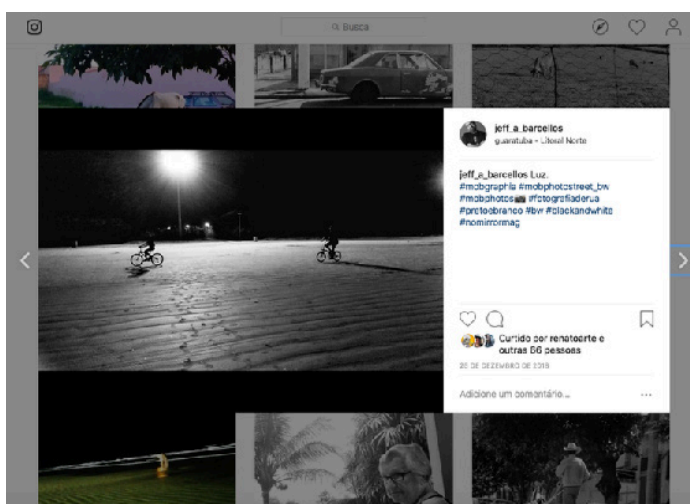 Busca
jeff_a_barcellos
guaratuba - Litoral Norte
jeff_a_barcellos Luz.
#mobgraphia #mobphotostreet_bw
#mobphotos📷 #fotografiaderua
#pretoebranco #bw #blackandwhite
#nomirrormag
Curtido por renatoarte e
outras 66 pessoas
Adicione um comentário...